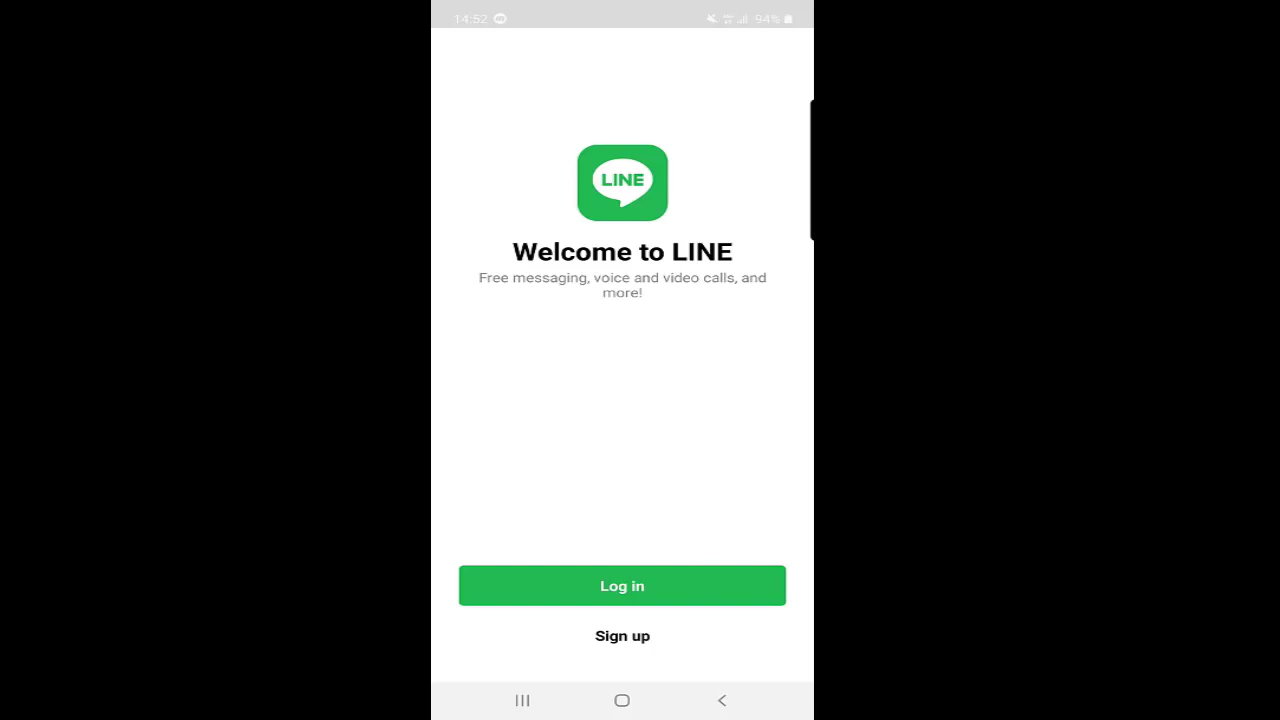 14:52 94%
LINE
Welcome to LINE
Free messaging, voice and video calls, and
more!
Log in
Sign up